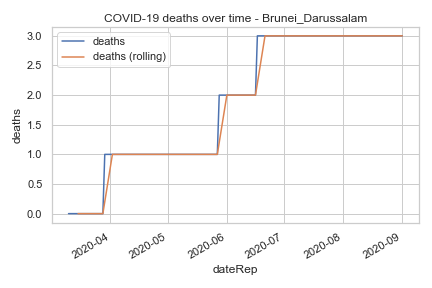 COVID-19 deaths over time - Brunei_Darussalam
deaths
deaths (rolling)
3.0
2.5
2.0
1.5
1.0
0.5
0.0
deaths
2020-04
2020-05
2020-06
2020-07
2020-08
2020-09
dateRep